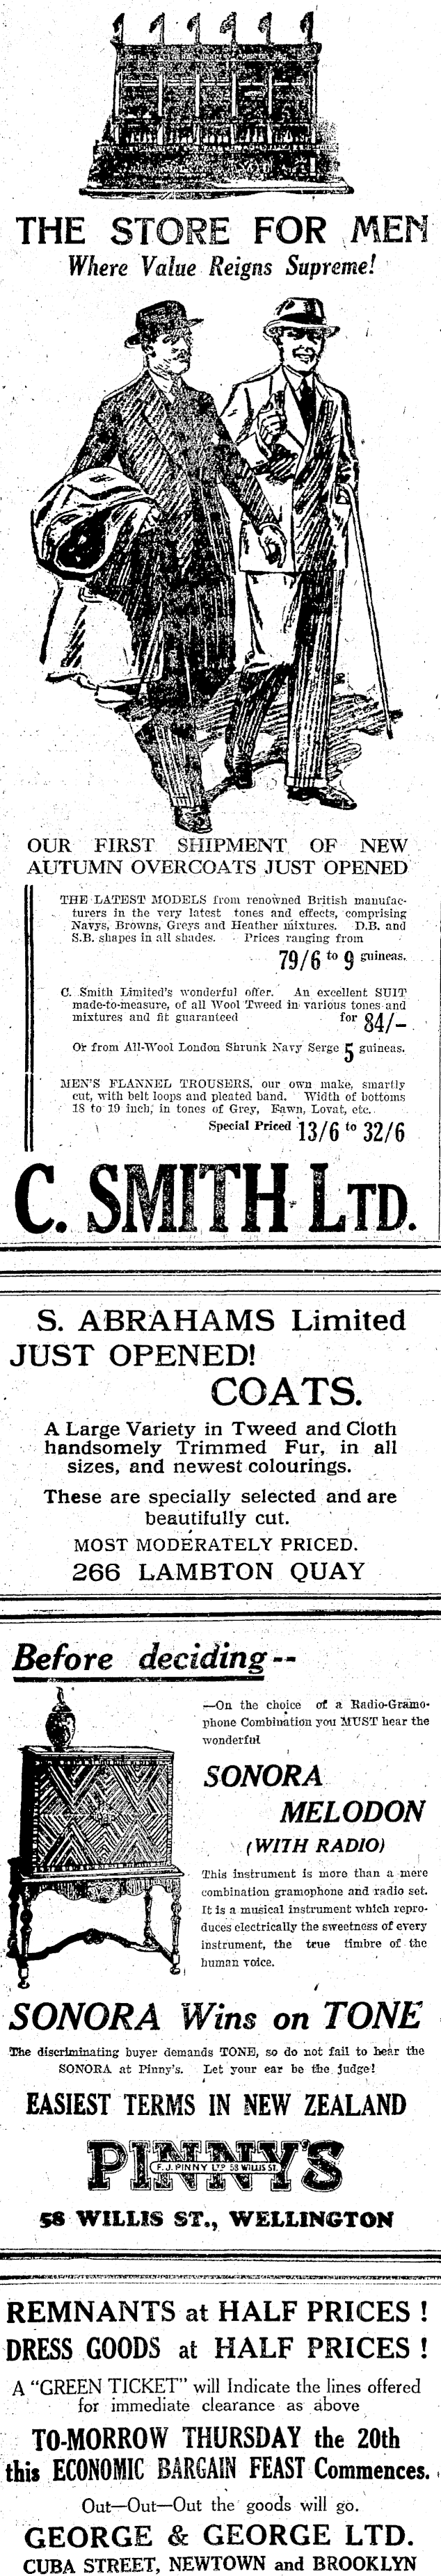 THE STORE FOR MEN
Where Value Reigns Supreme!
OUR FIRST SHIPMENT OF NEW
AUTUMN OVERCOATS JUST OPENED
THE LATEST MODELS from renowned British manufac-
turers in the very latest tones and effects, comprising
Navys, Browns, Greys and Heather mixtures. D.B. and
S.B. shapes in all shades. Prices ranging from
79/6 to 9 guineas.
C. Smith Limited's wonderful offer. An excellent SUIT
made-to-measure, of all Wool Tweed in various tones and
mixtures and fit guaranteed for 84/-
Or from All-Wool London Shrunk Navy Serge 5 guineas.
MEN'S FLANNEL TROUSERS, our own make, smartly
cut, with belt loops and pleated band. Width of bottoms
18 to 19 inch, in tones of Grey, Fawn, Lovat, etc.
Special Priced 13/6 to 32/6
C. SMITH LTD.
S. ABRAHAMS Limited
JUST OPENED!
COATS.
A Large Variety in Tweed and Cloth
handsomely Trimmed Fur, in all
sizes, and newest colourings.
These are specially selected and are
beautifully cut.
MOST MODERATELY PRICED.
266 LAMBTON QUAY
Before deciding--
—On the choice of a Radio-Gramo-
phone Combination you MUST hear the
wonderful
SONORA
MELODON
(WITH RADIO)
This instrument is more than a mere
combination gramophone and radio set.
It is a musical instrument which repro-
duces electrically the sweetness of every
instrument, the true timbre of the
human voice.
SONORA Wins on TONE
The discriminating buyer demands TONE, so do not fail to hear the
SONORA at Pinny's. Let your ear be the judge!
EASIEST TERMS IN NEW ZEALAND
PINNY'S
F. J. PINNY LTD 58 WILLIS ST.
58 WILLIS ST., WELLINGTON
REMNANTS at HALF PRICES!
DRESS GOODS at HALF PRICES!
A "GREEN TICKET" will Indicate the lines offered
for immediate clearance as above
TO-MORROW THURSDAY the 20th
this ECONOMIC BARGAIN FEAST Commences.
Out—Out—Out the goods will go.
GEORGE & GEORGE LTD.
CUBA STREET, NEWTOWN and BROOKLYN